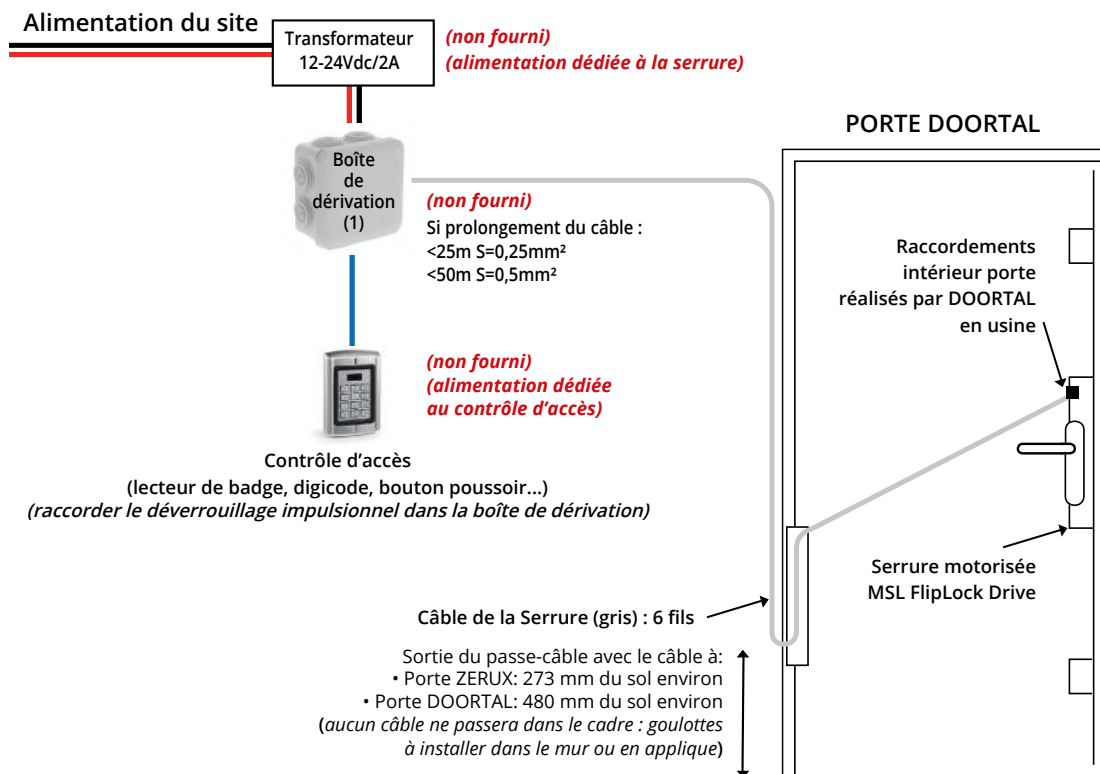 Alimentation du site
Transformateur
12-24Vdc/2A
(non fourni)
(alimentation dédiée à la serrure)
PORTE DOORTAL
Boîte
de
dérivation
(1)
(non fourni)
Si prolongement du câble :
<25m S=0,25mm²
<50m S=0,5mm²
Raccordements
intérieur porte
réalisés par DOORTAL
en usine
(non fourni)
(alimentation dédiée
au contrôle d’accès)
Contrôle d’accès
(lecteur de badge, digicode, bouton poussoir...)
(raccorder le déverrouillage impulsionnel dans la boîte de dérivation)
Serrure motorisée
MSL FlipLock Drive
Câble de la Serrure (gris) : 6 fils
Sortie du passe-câble avec le câble à:
• Porte ZERUX: 273 mm du sol environ
• Porte DOORTAL: 480 mm du sol environ
(aucun câble ne passera dans le cadre : goulottes
à installer dans le mur ou en applique)